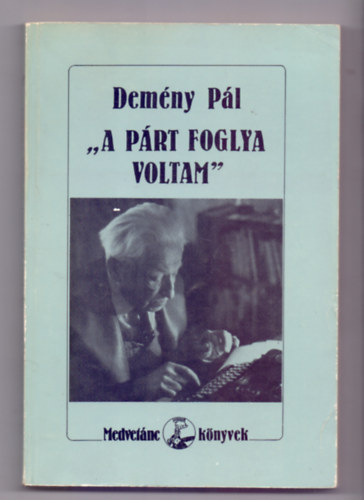 Demény Pál
„A PÁRT FOGLYA
VOLTAM”
Medvetánc könyvek